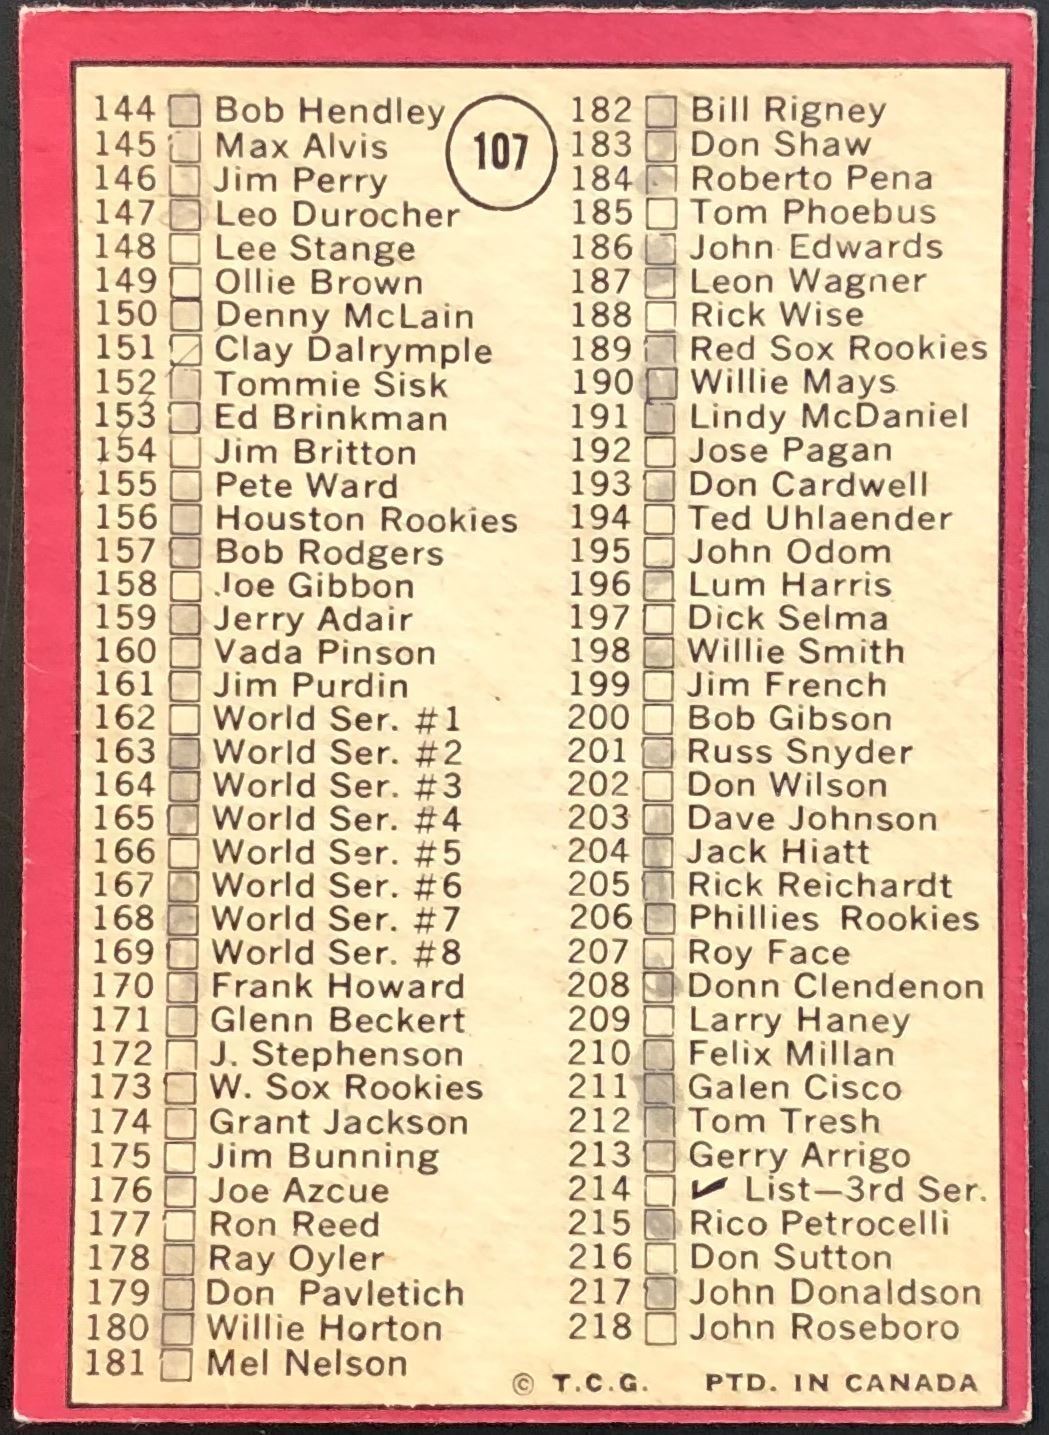 107
144 Bob Hendley
145 Max Alvis
146 Jim Perry
147 Leo Durocher
148 Lee Stange
149 Ollie Brown
150 Denny McLain
151 Clay Dalrymple
152 Tommie Sisk
153 Ed Brinkman
154 Jim Britton
155 Pete Ward
156 Houston Rookies
157 Bob Rodgers
158 Joe Gibbon
159 Jerry Adair
160 Vada Pinson
161 Jim Purdin
162 World Ser. #1
163 World Ser. #2
164 World Ser. #3
165 World Ser. #4
166 World Ser. #5
167 World Ser. #6
168 World Ser. #7
169 World Ser. #8
170 Frank Howard
171 Glenn Beckert
172 J. Stephenson
173 W. Sox Rookies
174 Grant Jackson
175 Jim Bunning
176 Joe Azcue
177 Ron Reed
178 Ray Oyler
179 Don Pavletich
180 Willie Horton
181 Mel Nelson
182 Bill Rigney
183 Don Shaw
184 Roberto Pena
185 Tom Phoebus
186 John Edwards
187 Leon Wagner
188 Rick Wise
189 Red Sox Rookies
190 Willie Mays
191 Lindy McDaniel
192 Jose Pagan
193 Don Cardwell
194 Ted Uhlaender
195 John Odom
196 Lum Harris
197 Dick Selma
198 Willie Smith
199 Jim French
200 Bob Gibson
201 Russ Snyder
202 Don Wilson
203 Dave Johnson
204 Jack Hiatt
205 Rick Reichardt
206 Phillies Rookies
207 Roy Face
208 Donn Clendenon
209 Larry Haney
210 Felix Millan
211 Galen Cisco
212 Tom Tresh
213 Gerry Arrigo
214 ✔ List—3rd Ser.
215 Rico Petrocelli
216 Don Sutton
217 John Donaldson
218 John Roseboro
© T.C.G. PTD. IN CANADA